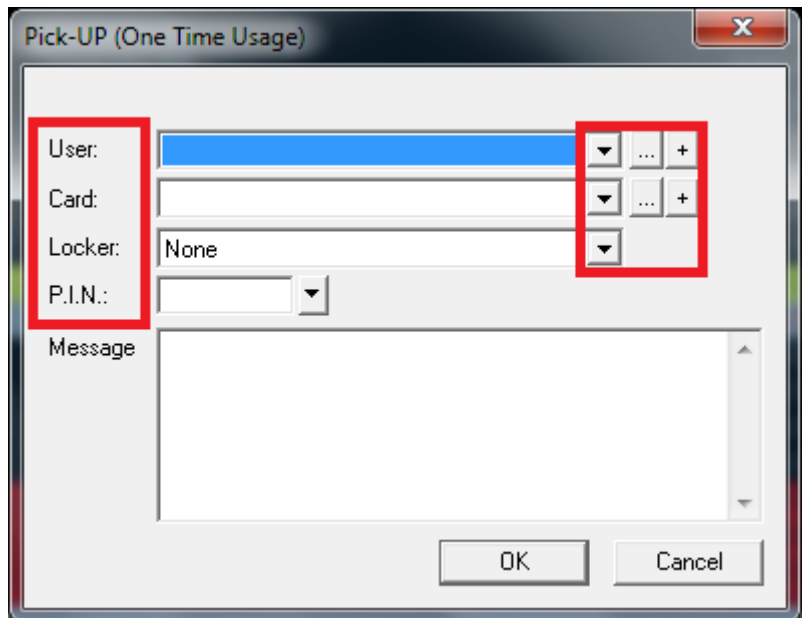 Pick-UP (One Time Usage)
User:
... +
Card:
... +
Locker: None
P.I.N.:
Message
OK Cancel